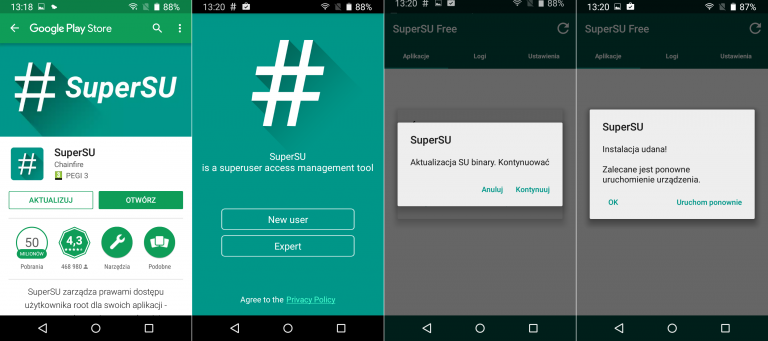 13:18
88%
Google Play Store
# SuperSU
#
SuperSU
Chainfire
PEGI 3
AKTUALIZUJ
OTWÓRZ
50
MILIONÓW
4,3
Pobrania
468 980
Narzędzia
Podobne
SuperSU zarządza prawami dostępu
użytkownika root dla swoich aplikacji -
13:20 #
88%
#
SuperSU
is a superuser access management tool
New user
Expert
Agree to the Privacy Policy
13:20 #
88%
SuperSU Free
Aplikacje
Logi
Ustawienia
SuperSU
Aktualizacja SU binary. Kontynuować
Anuluj
Kontynuuj
13:20
87%
SuperSU Free
Aplikacje
Logi
Ustawienia
SuperSU
Instalacja udana!
Zalecane jest ponowne
uruchomienie urządzenia.
OK
Uruchom ponownie